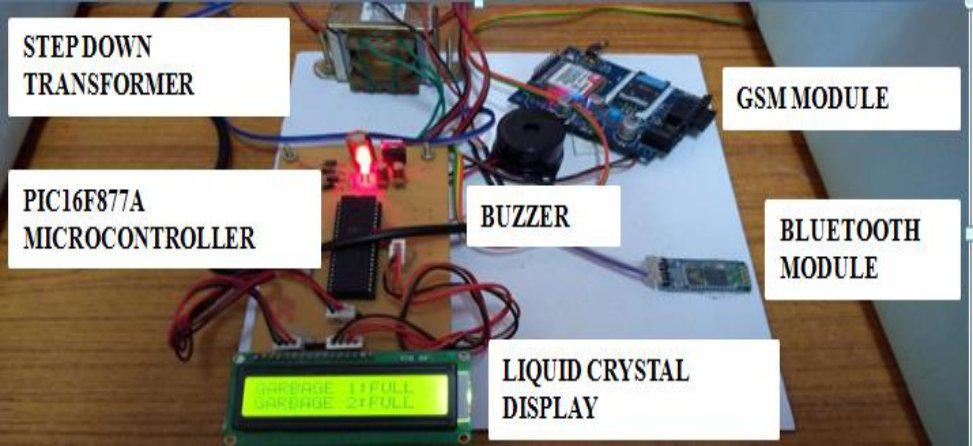 STEP DOWN
TRANSFORMER
GSM MODULE
PIC16F877A
MICROCONTROLLER
BUZZER
BLUETOOTH
MODULE
LIQUID CRYSTAL
DISPLAY
GARBAGE 1:FULL
GARBAGE 2:FULL